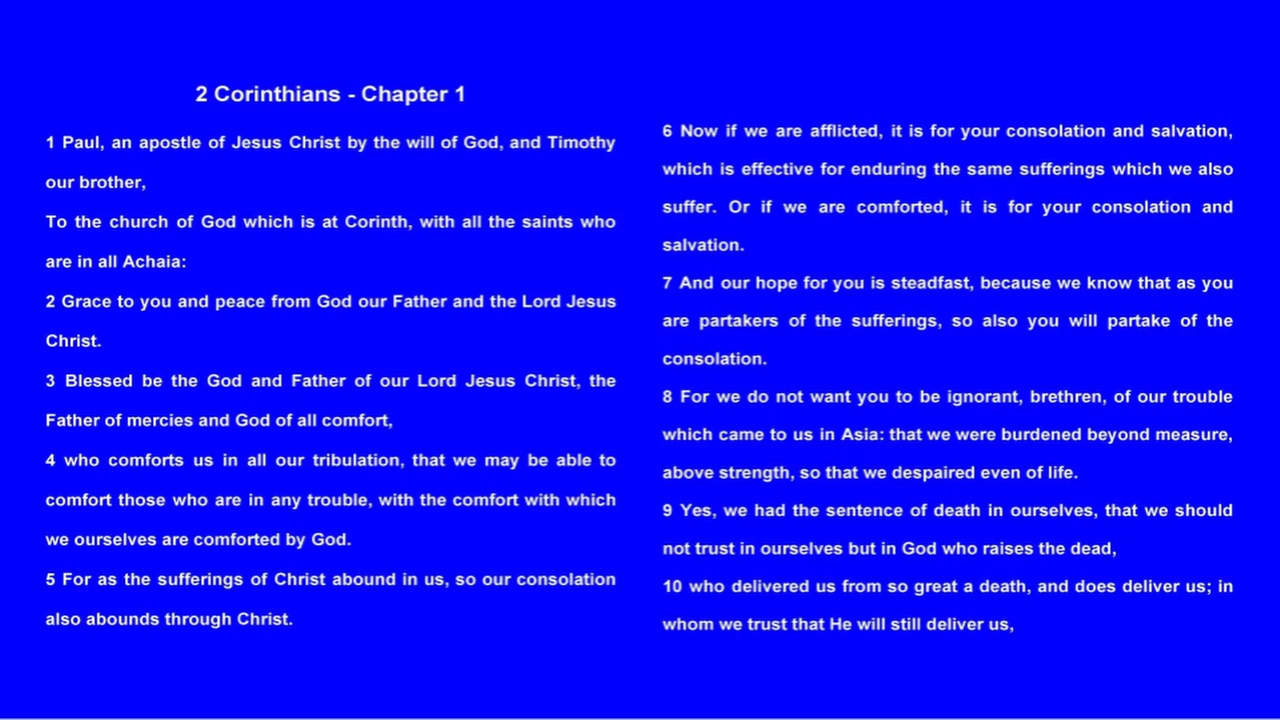 2 Corinthians - Chapter 1
1 Paul, an apostle of Jesus Christ by the will of God, and Timothy
our brother,
To the church of God which is at Corinth, with all the saints who
are in all Achaia:
2 Grace to you and peace from God our Father and the Lord Jesus
Christ.
3 Blessed be the God and Father of our Lord Jesus Christ, the
Father of mercies and God of all comfort,
4 who comforts us in all our tribulation, that we may be able to
comfort those who are in any trouble, with the comfort with which
we ourselves are comforted by God.
5 For as the sufferings of Christ abound in us, so our consolation
also abounds through Christ.
6 Now if we are afflicted, it is for your consolation and salvation,
which is effective for enduring the same sufferings which we also
suffer. Or if we are comforted, it is for your consolation and
salvation.
7 And our hope for you is steadfast, because we know that as you
are partakers of the sufferings, so also you will partake of the
consolation.
8 For we do not want you to be ignorant, brethren, of our trouble
which came to us in Asia: that we were burdened beyond measure,
above strength, so that we despaired even of life.
9 Yes, we had the sentence of death in ourselves, that we should
not trust in ourselves but in God who raises the dead,
10 who delivered us from so great a death, and does deliver us; in
whom we trust that He will still deliver us,